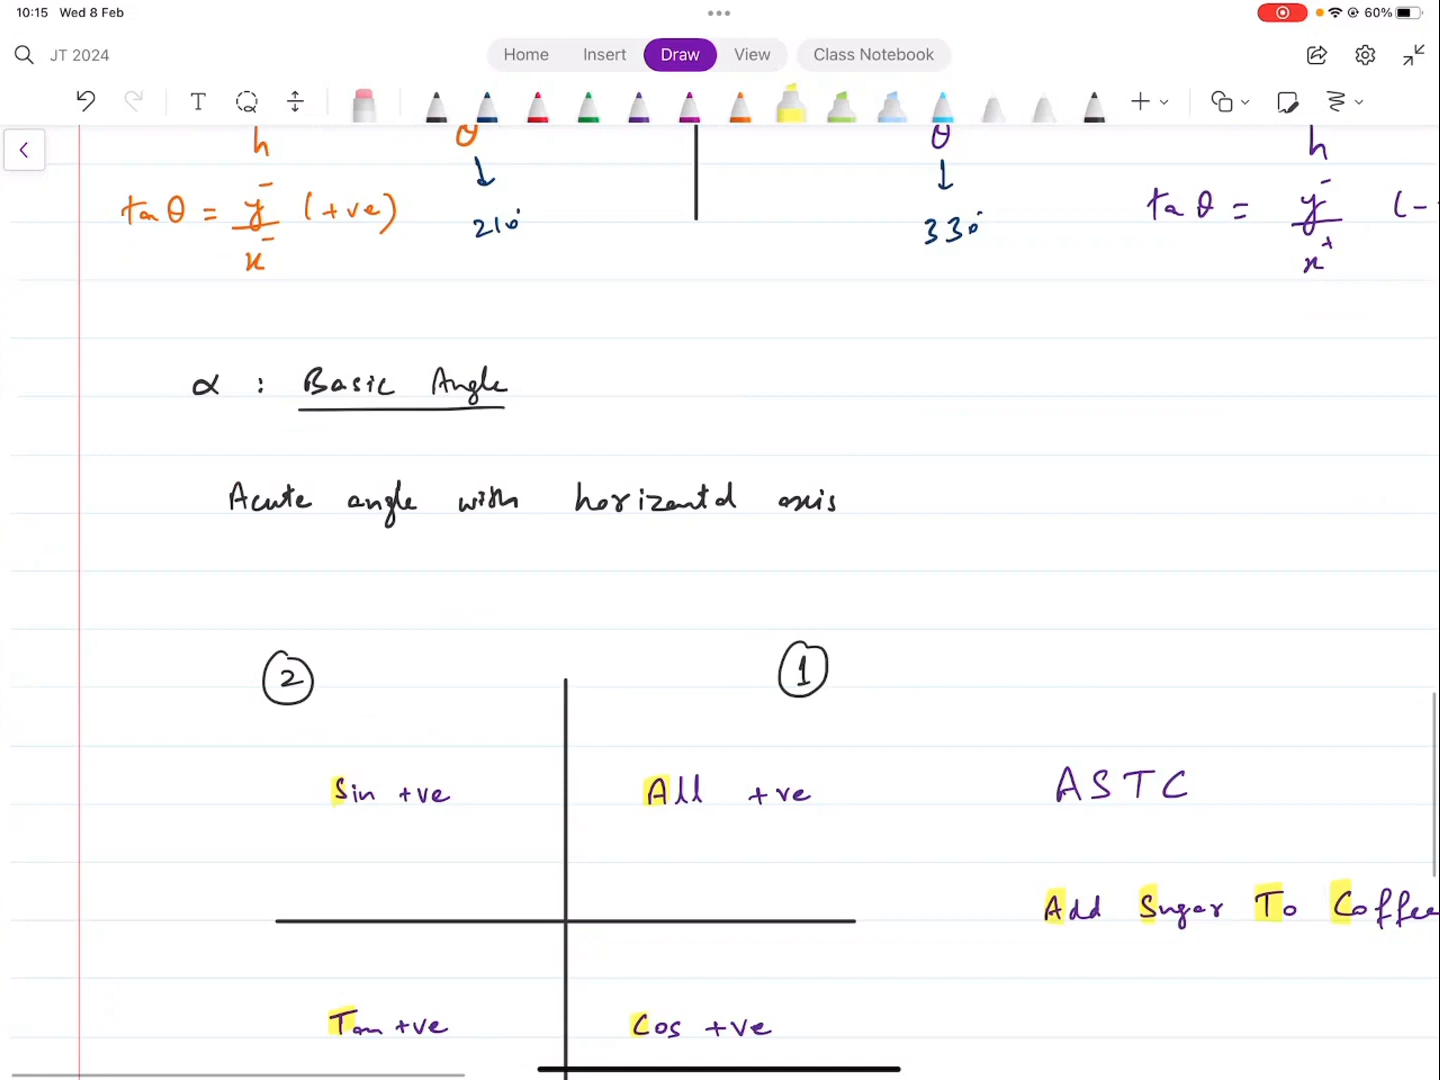 10:15 Wed 8 Feb 60%
JT 2024
Home Insert Draw View Class Notebook
T
h θ θ h
tan θ = y⁻/x⁻ (+ve) 210° 330° tan θ = y⁻/x⁺ (-
α : Basic Angle
Acute angle with horizontal axis
2 1
Sin +ve All +ve ASTC
Add Sugar To Coffee
Tan +ve Cos +ve